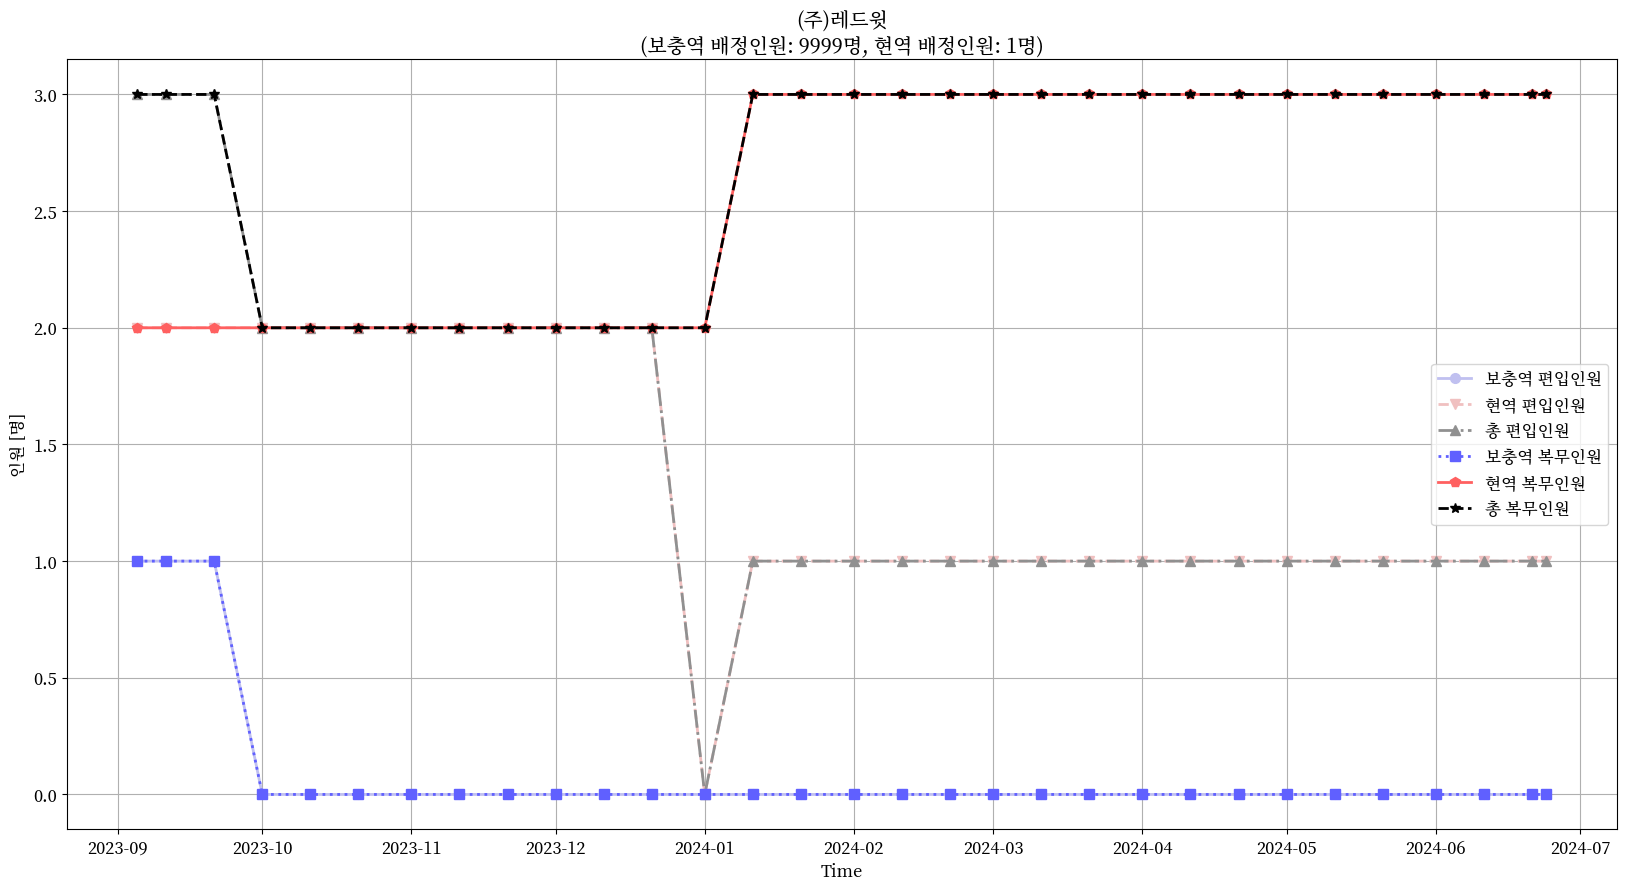 (주)레드윗
(보충역 배정인원: 9999명, 현역 배정인원: 1명)
인원 [명]
3.0
2.5
2.0
1.5
1.0
0.5
0.0
보충역 편입인원
현역 편입인원
총 편입인원
보충역 복무인원
현역 복무인원
총 복무인원
2023-09
2023-10
2023-11
2023-12
2024-01
2024-02
2024-03
2024-04
2024-05
2024-06
2024-07
Time